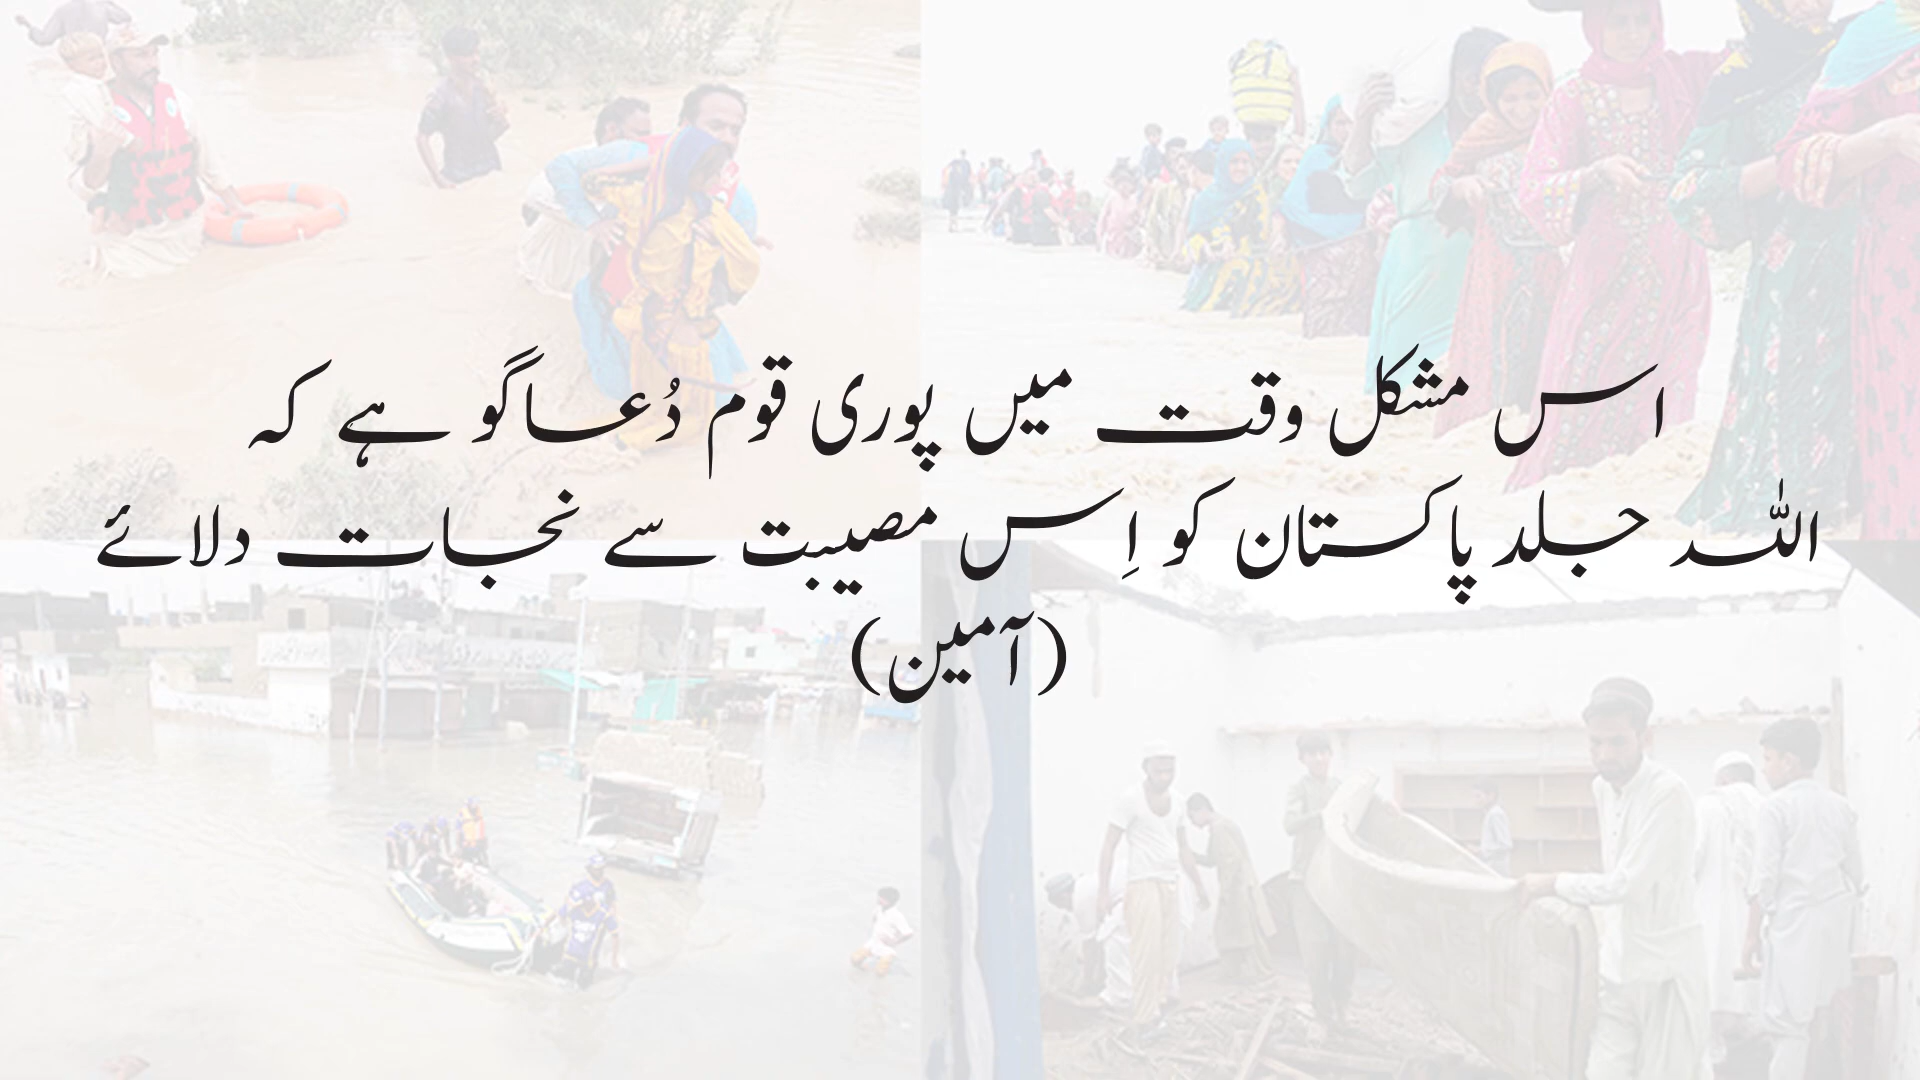 اس مشکل وقت میں پوری قوم دُعاگو ہے کہ
اللہ جلد پاکستان کو اِس مصیبت سے نجات دلائے
(آمین)